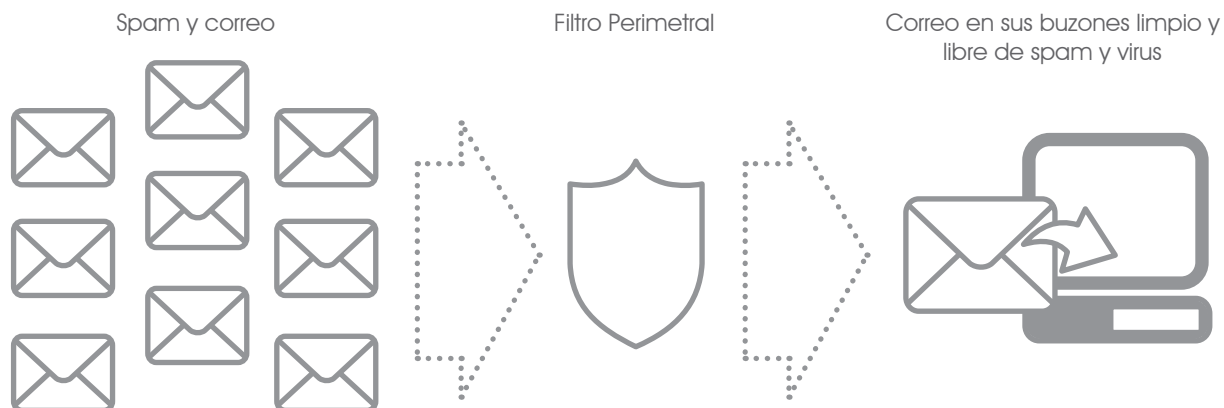 Spam y correo
Filtro Perimetral
Correo en sus buzones limpio y
libre de spam y virus